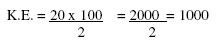 K.E. = 20 x 100 = 2000 = 1000
2 2